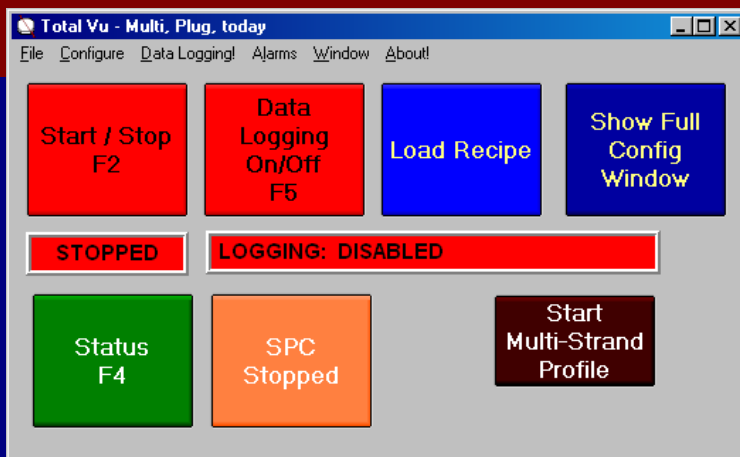 Total Vu - Multi, Plug, today
File Configure Data Logging! Alarms Window About!
Start / Stop
F2
Data
Logging
On/Off
F5
Load Recipe
Show Full
Config
Window
STOPPED
LOGGING: DISABLED
Status
F4
SPC
Stopped
Start
Multi-Strand
Profile